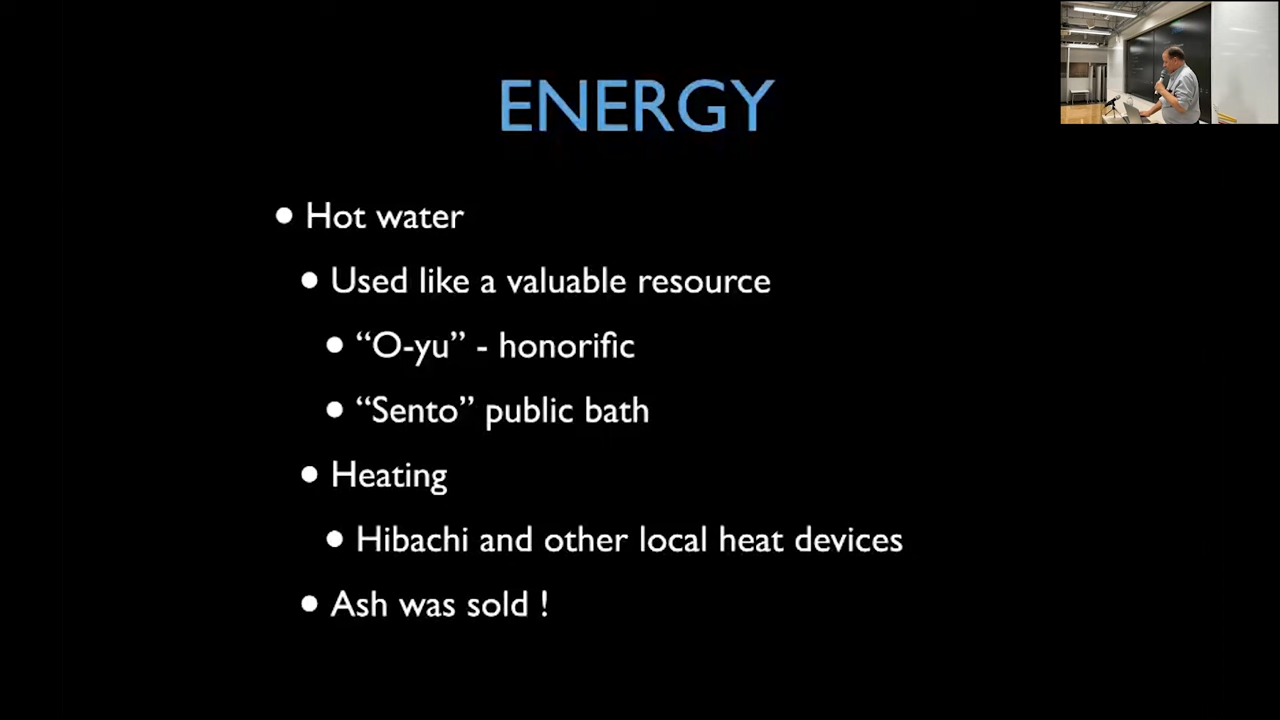 ENERGY
• Hot water
• Used like a valuable resource
• “O-yu” - honorific
• “Sento” public bath
• Heating
• Hibachi and other local heat devices
• Ash was sold !